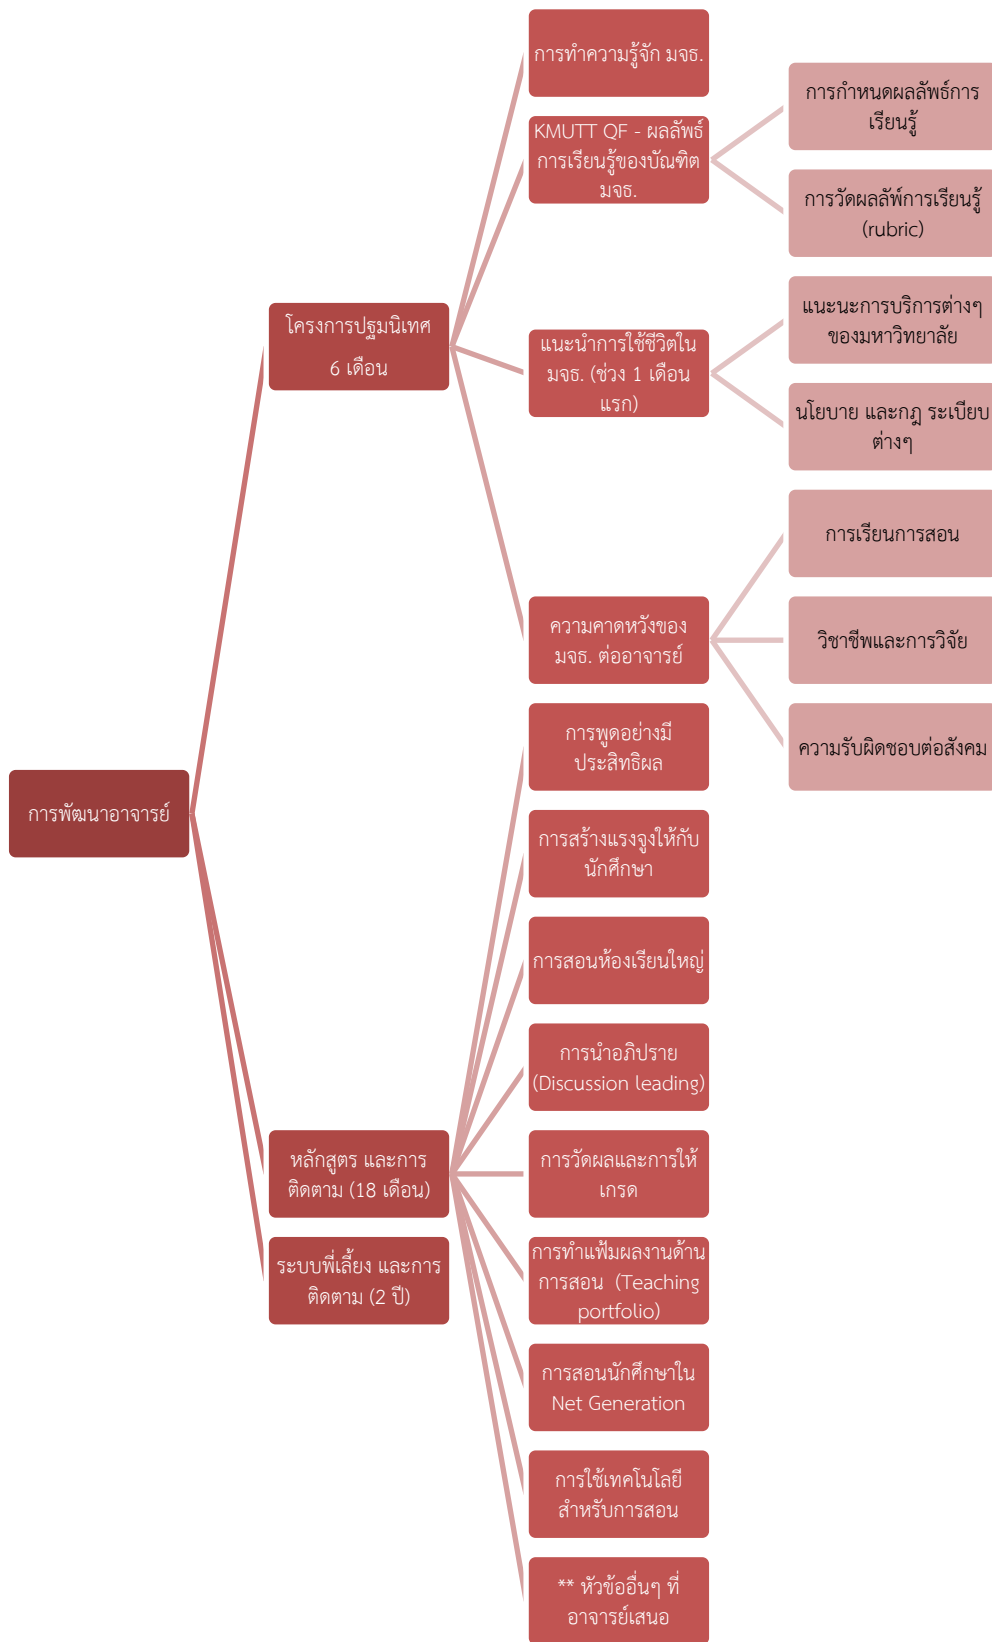 การทำความรู้จัก มจธ.
การกำหนดผลลัพธ์การ
เรียนรู้
KMUTT QF - ผลลัพธ์
การเรียนรู้ของบัณฑิต
มจธ.
การวัดผลลัพ์การเรียนรู้
(rubric)
โครงการปฐมนิเทศ
6 เดือน
แนะนำการใช้ชีวิตใน
มจธ. (ช่วง 1 เดือน
แรก)
แนะนะการบริการต่างๆ
ของมหาวิทยาลัย
นโยบาย และกฎ ระเบียบ
ต่างๆ
การเรียนการสอน
ความคาดหวังของ
มจธ. ต่ออาจารย์
วิชาชีพและการวิจัย
ความรับผิดชอบต่อสังคม
การพัฒนาอาจารย์
การพูดอย่างมี
ประสิทธิผล
การสร้างแรงจูงให้กับ
นักศึกษา
การสอนห้องเรียนใหญ่
การนำอภิปราย
(Discussion leading)
หลักสูตร และการ
ติดตาม (18 เดือน)
การวัดผลและการให้
เกรด
ระบบพี่เลี้ยง และการ
ติดตาม (2 ปี)
การทำแฟ้มผลงานด้าน
การสอน (Teaching
portfolio)
การสอนนักศึกษาใน
Net Generation
การใช้เทคโนโลยี
สำหรับการสอน
** หัวข้ออื่นๆ ที่
อาจารย์เสนอ